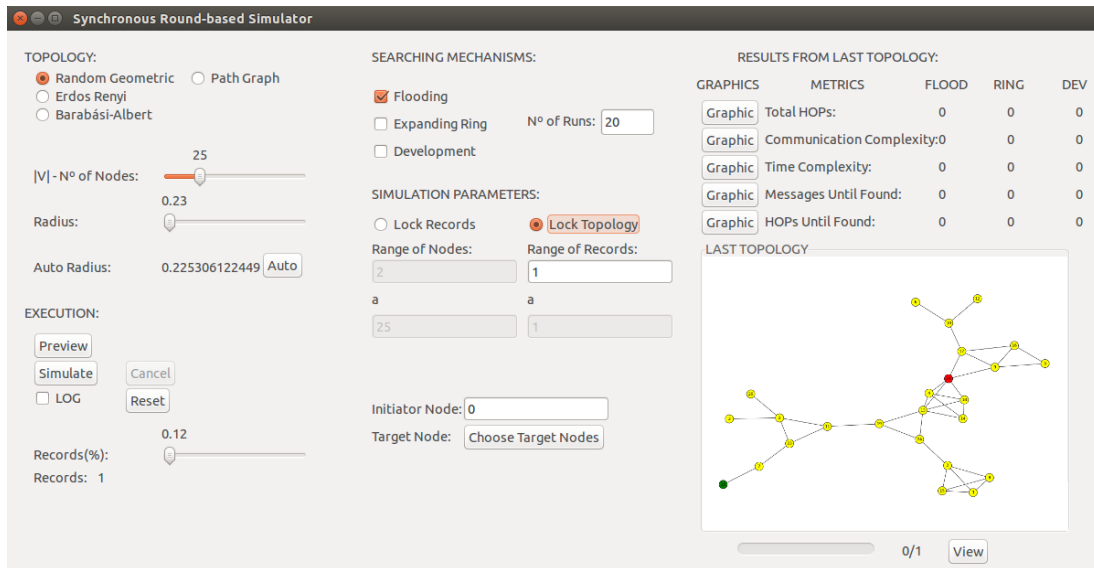 Synchronous Round-based Simulator
TOPOLOGY:
Random Geometric Path Graph
Erdos Renyi
Barabási-Albert
25
|V| - Nº of Nodes:
0.23
Radius:
Auto Radius: 0.225306122449 Auto
EXECUTION:
Preview
Simulate Cancel
LOG Reset
0.12
Records(%):
Records: 1
SEARCHING MECHANISMS:
Flooding
Expanding Ring Nº of Runs: 20
Development
SIMULATION PARAMETERS:
Lock Records Lock Topology
Range of Nodes: Range of Records:
2 1
a a
25 1
Initiator Node: 0
Target Node: Choose Target Nodes
RESULTS FROM LAST TOPOLOGY:
GRAPHICS METRICS FLOOD RING DEV
Graphic Total HOPs: 0 0 0
Graphic Communication Complexity:0 0 0
Graphic Time Complexity: 0 0 0
Graphic Messages Until Found: 0 0 0
Graphic HOPs Until Found: 0 0 0
LAST TOPOLOGY
0/1 View